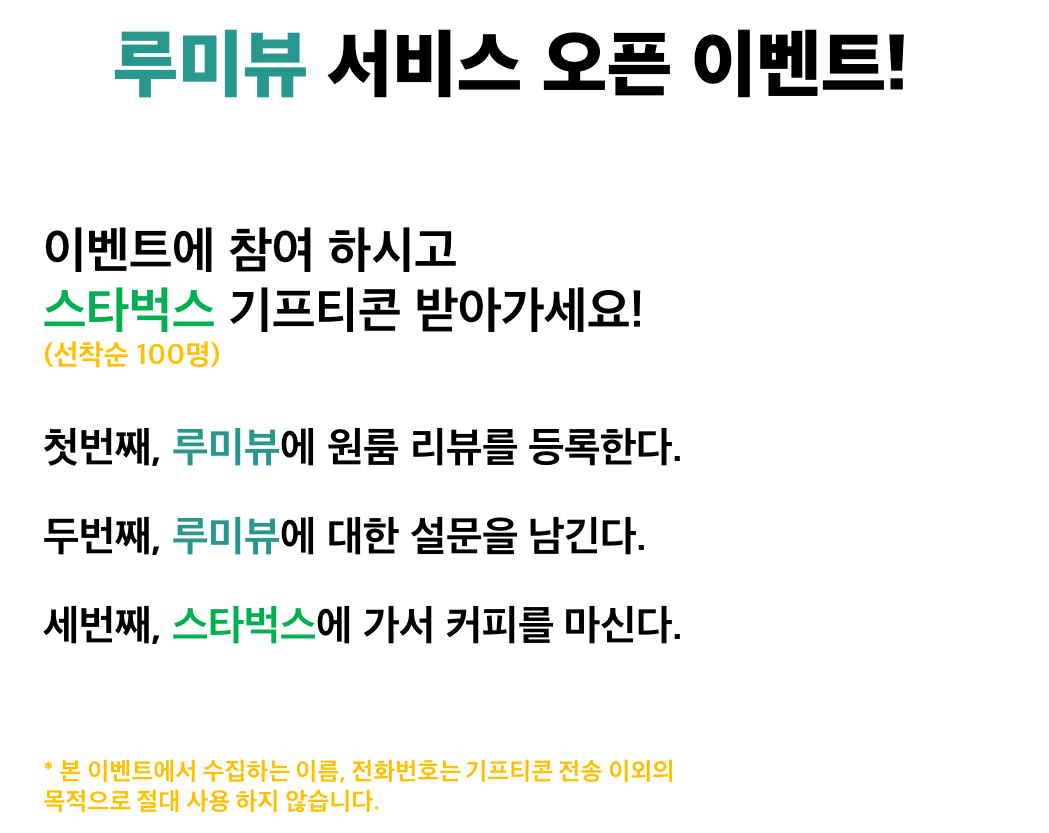 루미뷰 서비스 오픈 이벤트!
이벤트에 참여 하시고
스타벅스 기프티콘 받아가세요!
(선착순 100명)
첫번째, 루미뷰에 원룸 리뷰를 등록한다.
두번째, 루미뷰에 대한 설문을 남긴다.
세번째, 스타벅스에 가서 커피를 마신다.
* 본 이벤트에서 수집하는 이름, 전화번호는 기프티콘 전송 이외의
목적으로 절대 사용 하지 않습니다.